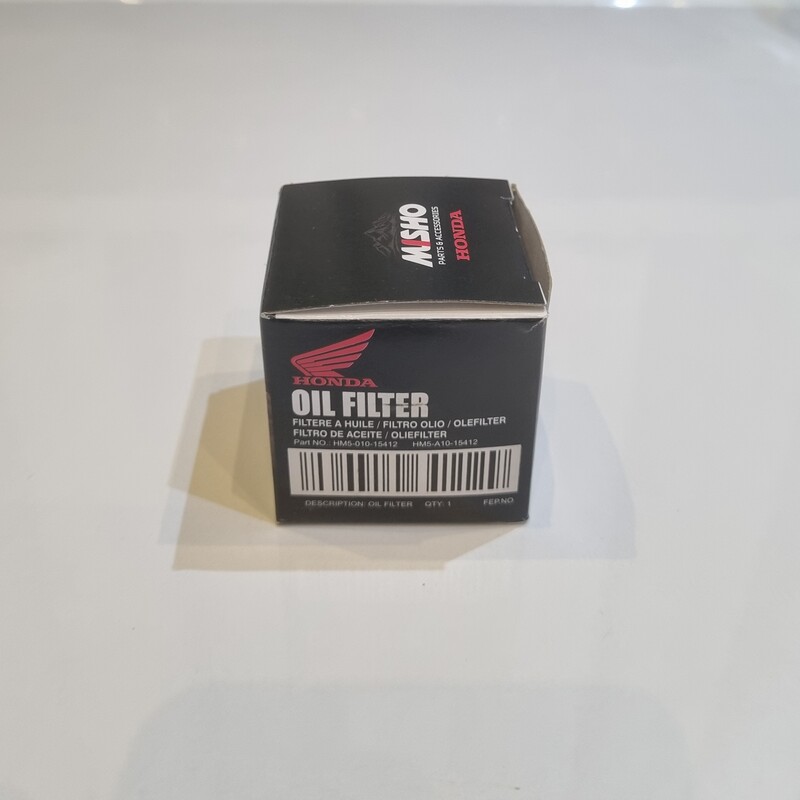 MISHO
PARTS & ACCESSORIES
HONDA
HONDA
OIL FILTER
FILTERE A HUILE / FILTRO OLIO / OLEFILTER
FILTRO DE ACEITE / OLIEFILTER
Part NO.: HM5-010-15412 HM5-A10-15412
DESCRIPTION: OIL FILTER QTY: 1 FEP.NO